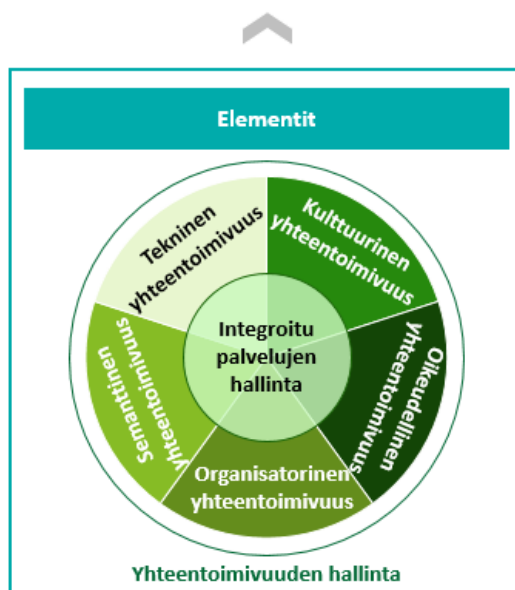 Elementit
Tekninen
yhteentoimivuus
Kulttuurinen
yhteentoimivuus
Integroitu
palvelujen
hallinta
Semanttinen
yhteentoimivuus
Oikeudellinen
yhteentoimivuus
Organisatorinen
yhteentoimivuus
Yhteentoimivuuden hallinta